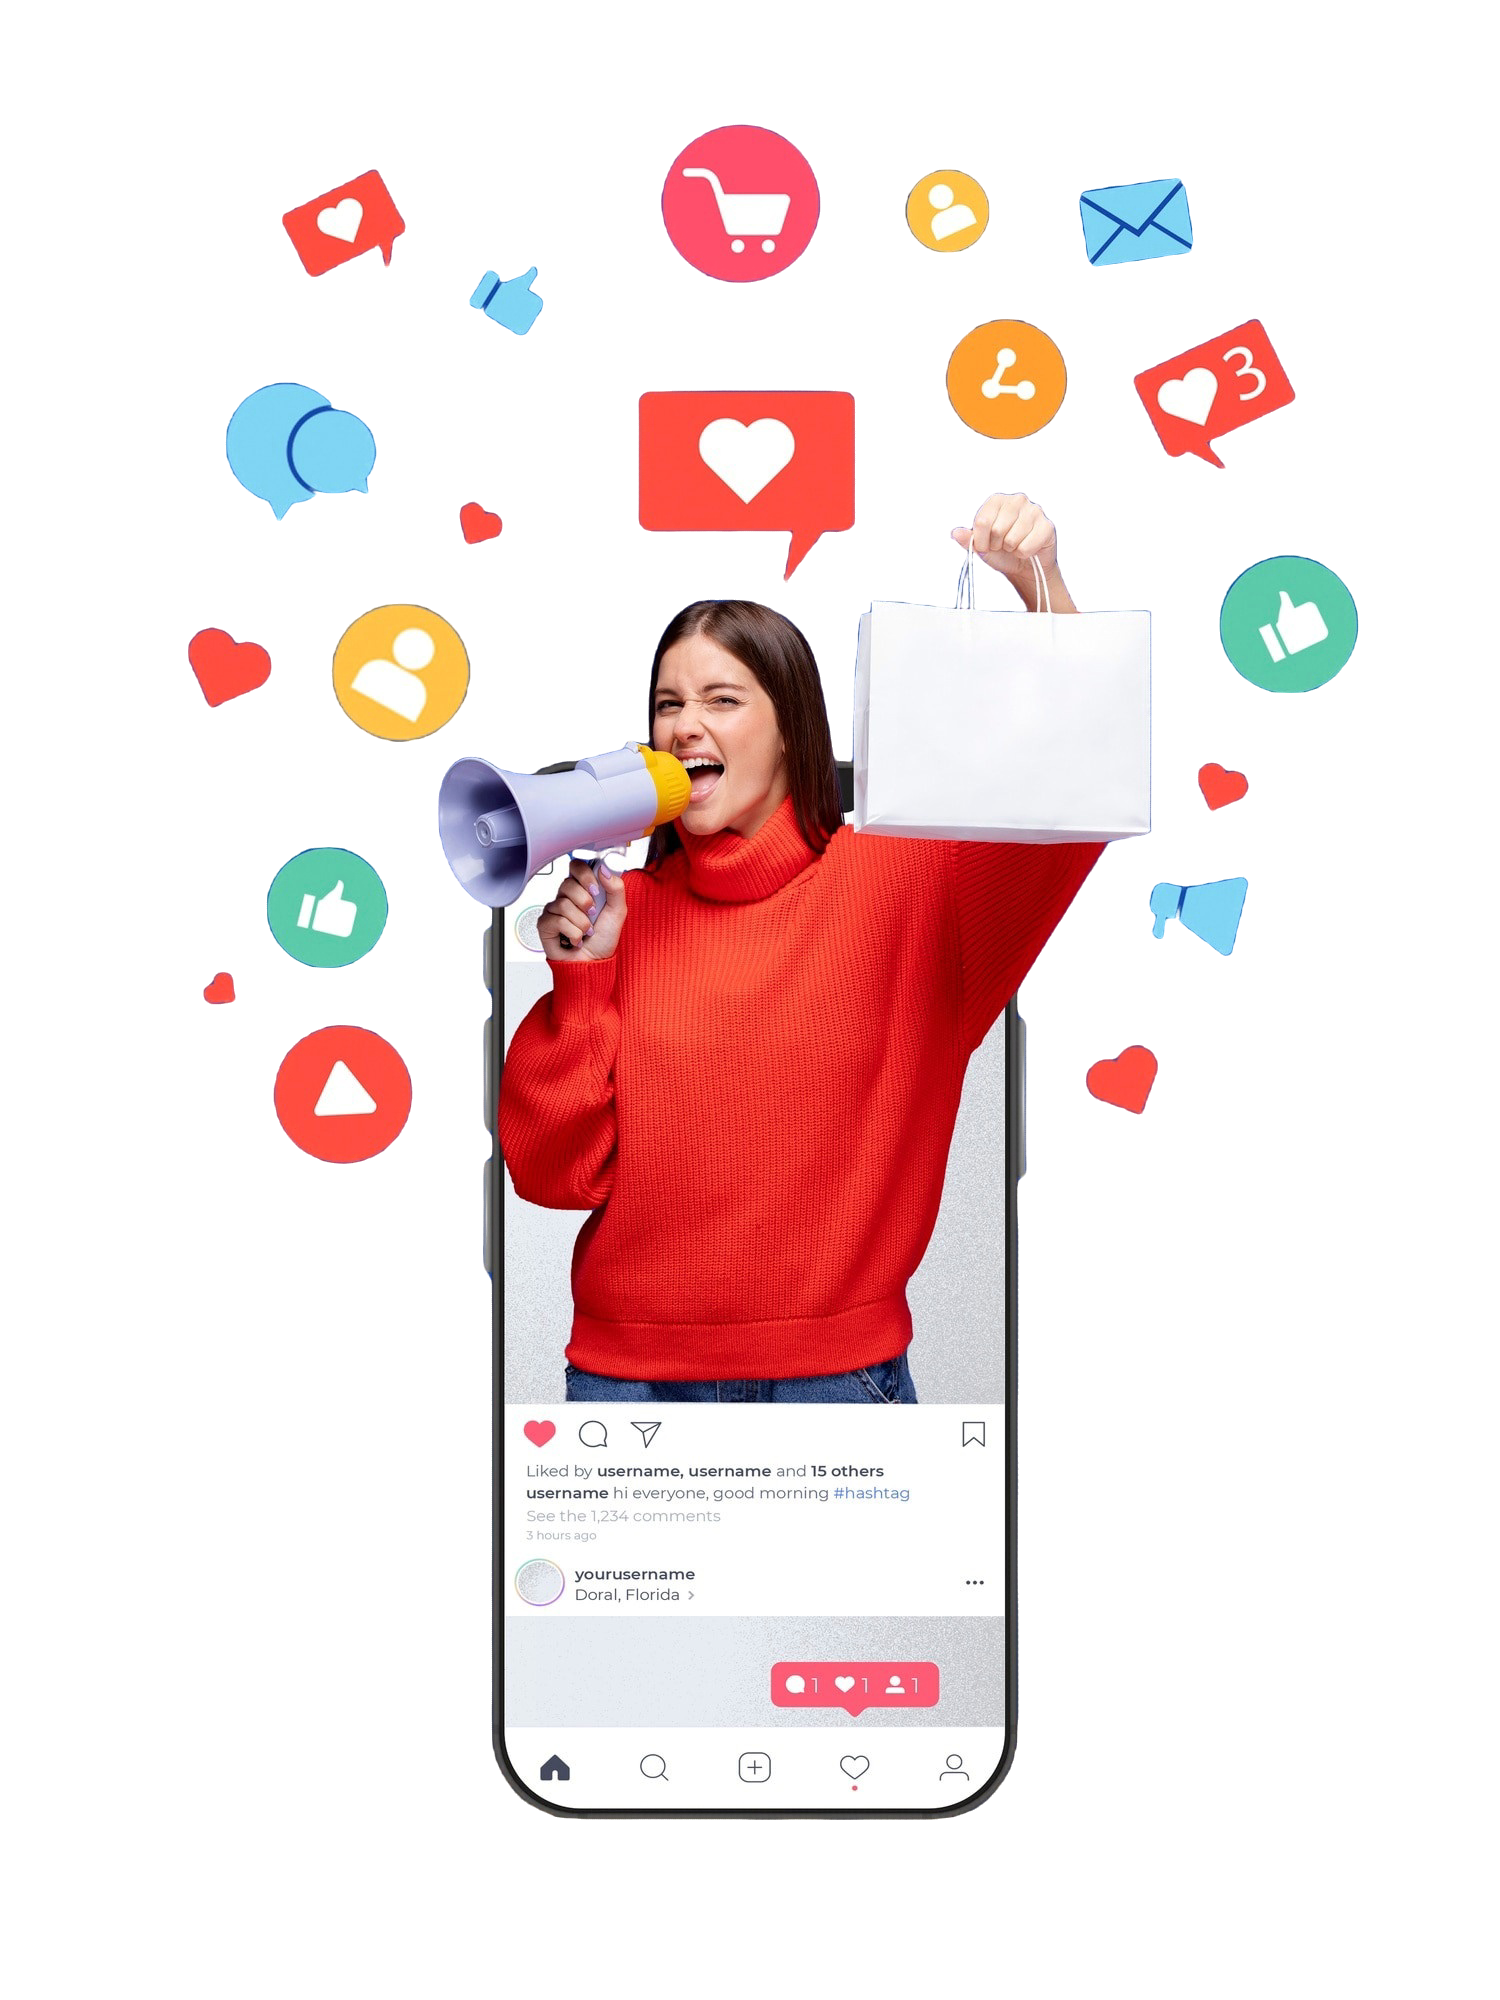 3
Liked by username, username and 15 others
username hi everyone, good morning #hashtag
See the 1,234 comments
3 hours ago
yourusername
Doral, Florida >
1 1 1